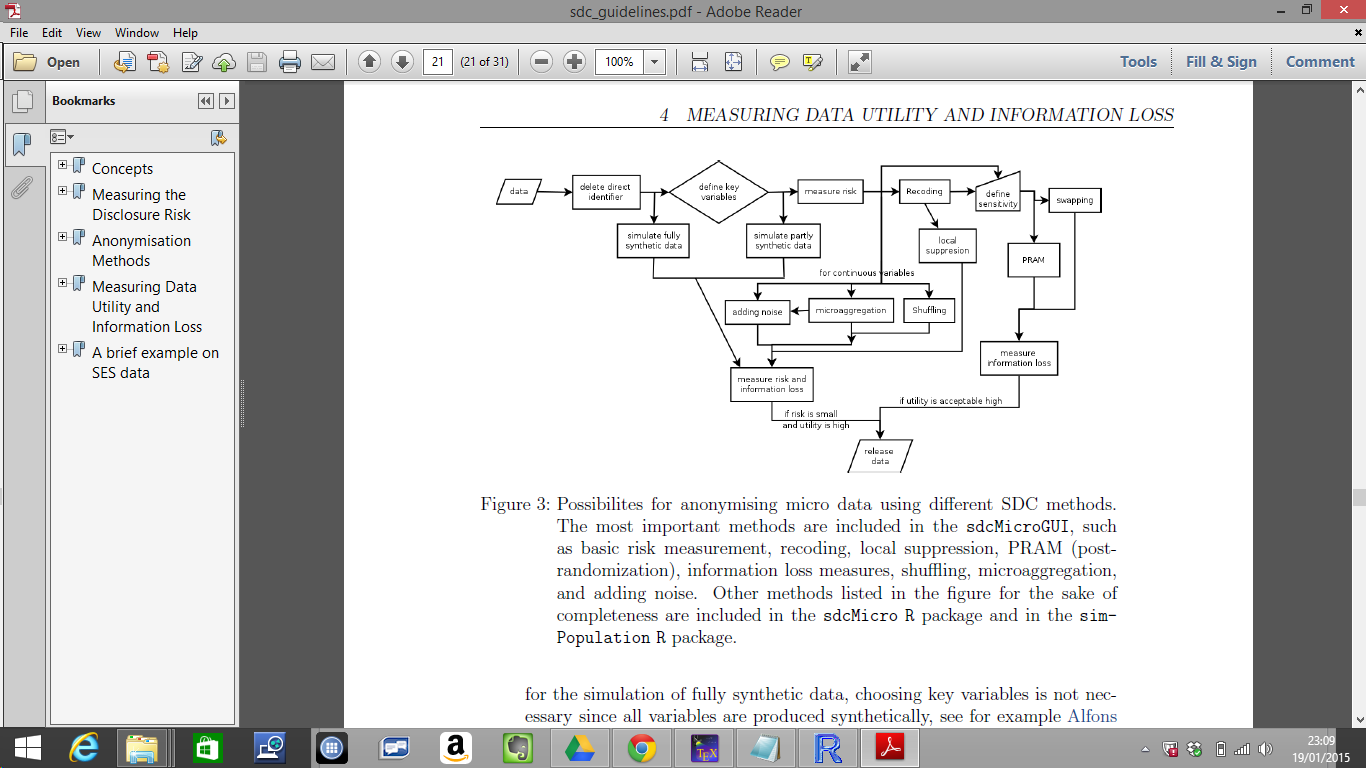 sdc_guidelines.pdf - Adobe Reader
File Edit View Window Help
Open
21
(21 of 31)
100%
Tools
Fill & Sign
Comment
Bookmarks
Concepts
Measuring the
Disclosure Risk
Anonymisation
Methods
Measuring Data
Utility and
Information Loss
A brief example on
SES data
4 MEASURING DATA UTILITY AND INFORMATION LOSS
data
delete direct
identifier
define key
variables
measure risk
Recoding
define
sensitivity
swapping
simulate fully
synthetic data
simulate partly
synthetic data
local
suppresion
PRAM
for continuous variables
adding noise
microaggregation
Shuffling
measure
information loss
measure risk and
information loss
if utility is acceptable high
if risk is small
and utility is high
release
data
Figure 3: Possibilites for anonymising micro data using different SDC methods.
The most important methods are included in the sdcMicroGUI, such
as basic risk measurement, recoding, local suppression, PRAM (post-
randomization), information loss measures, shuffling, microaggregation,
and adding noise. Other methods listed in the figure for the sake of
completeness are included in the sdcMicro R package and in the sim-
Population R package.
for the simulation of fully synthetic data, choosing key variables is not nec-
essary since all variables are produced synthetically, see for example Alfons
TEX
23:09
19/01/2015